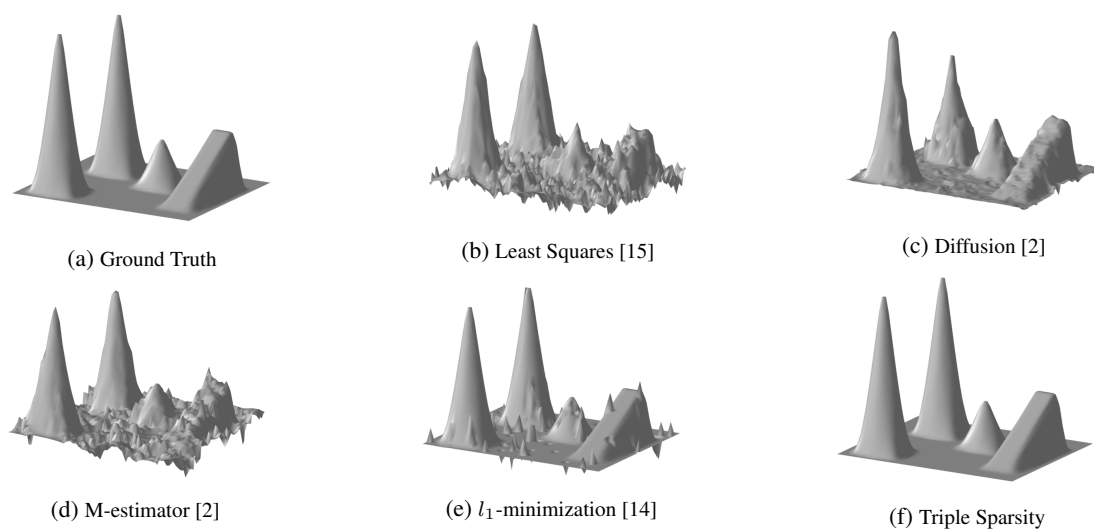 (a) Ground Truth
(b) Least Squares [15]
(c) Diffusion [2]
(d) M-estimator [2]
(e) l₁-minimization [14]
(f) Triple Sparsity